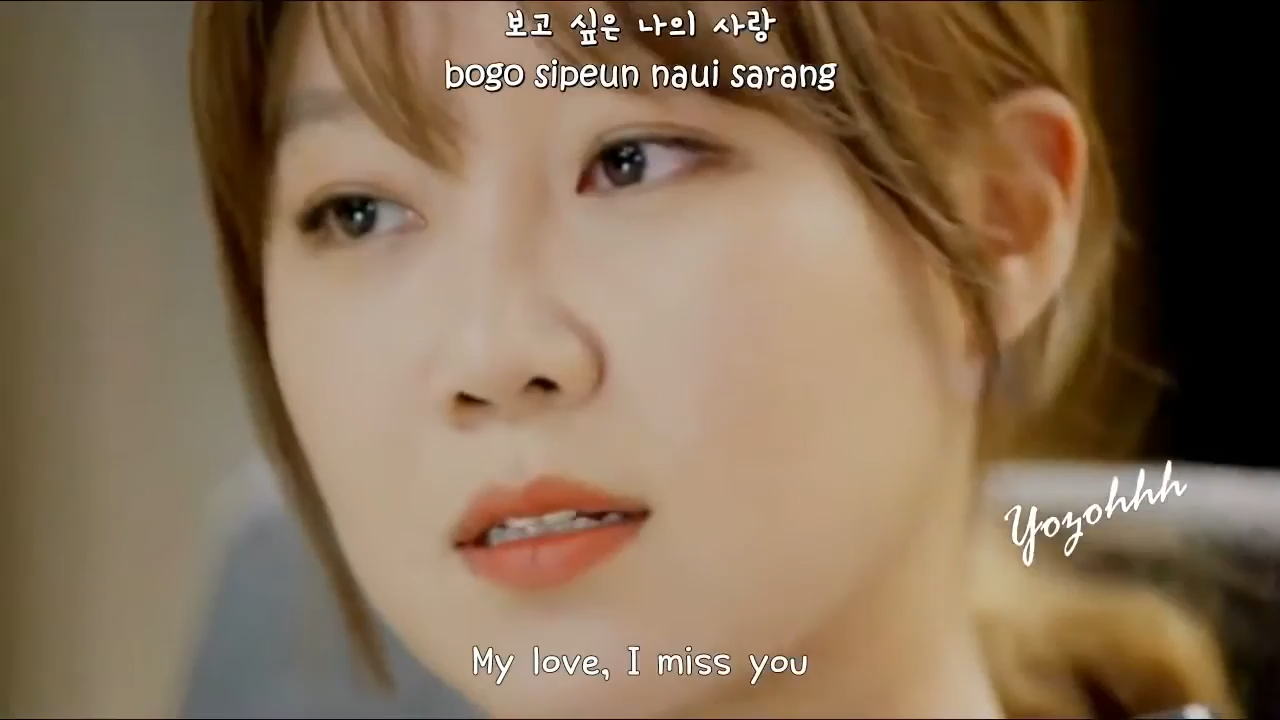 보고 싶은 나의 사랑
bogo sipeun naui sarang
Yozohhh
My love, I miss you